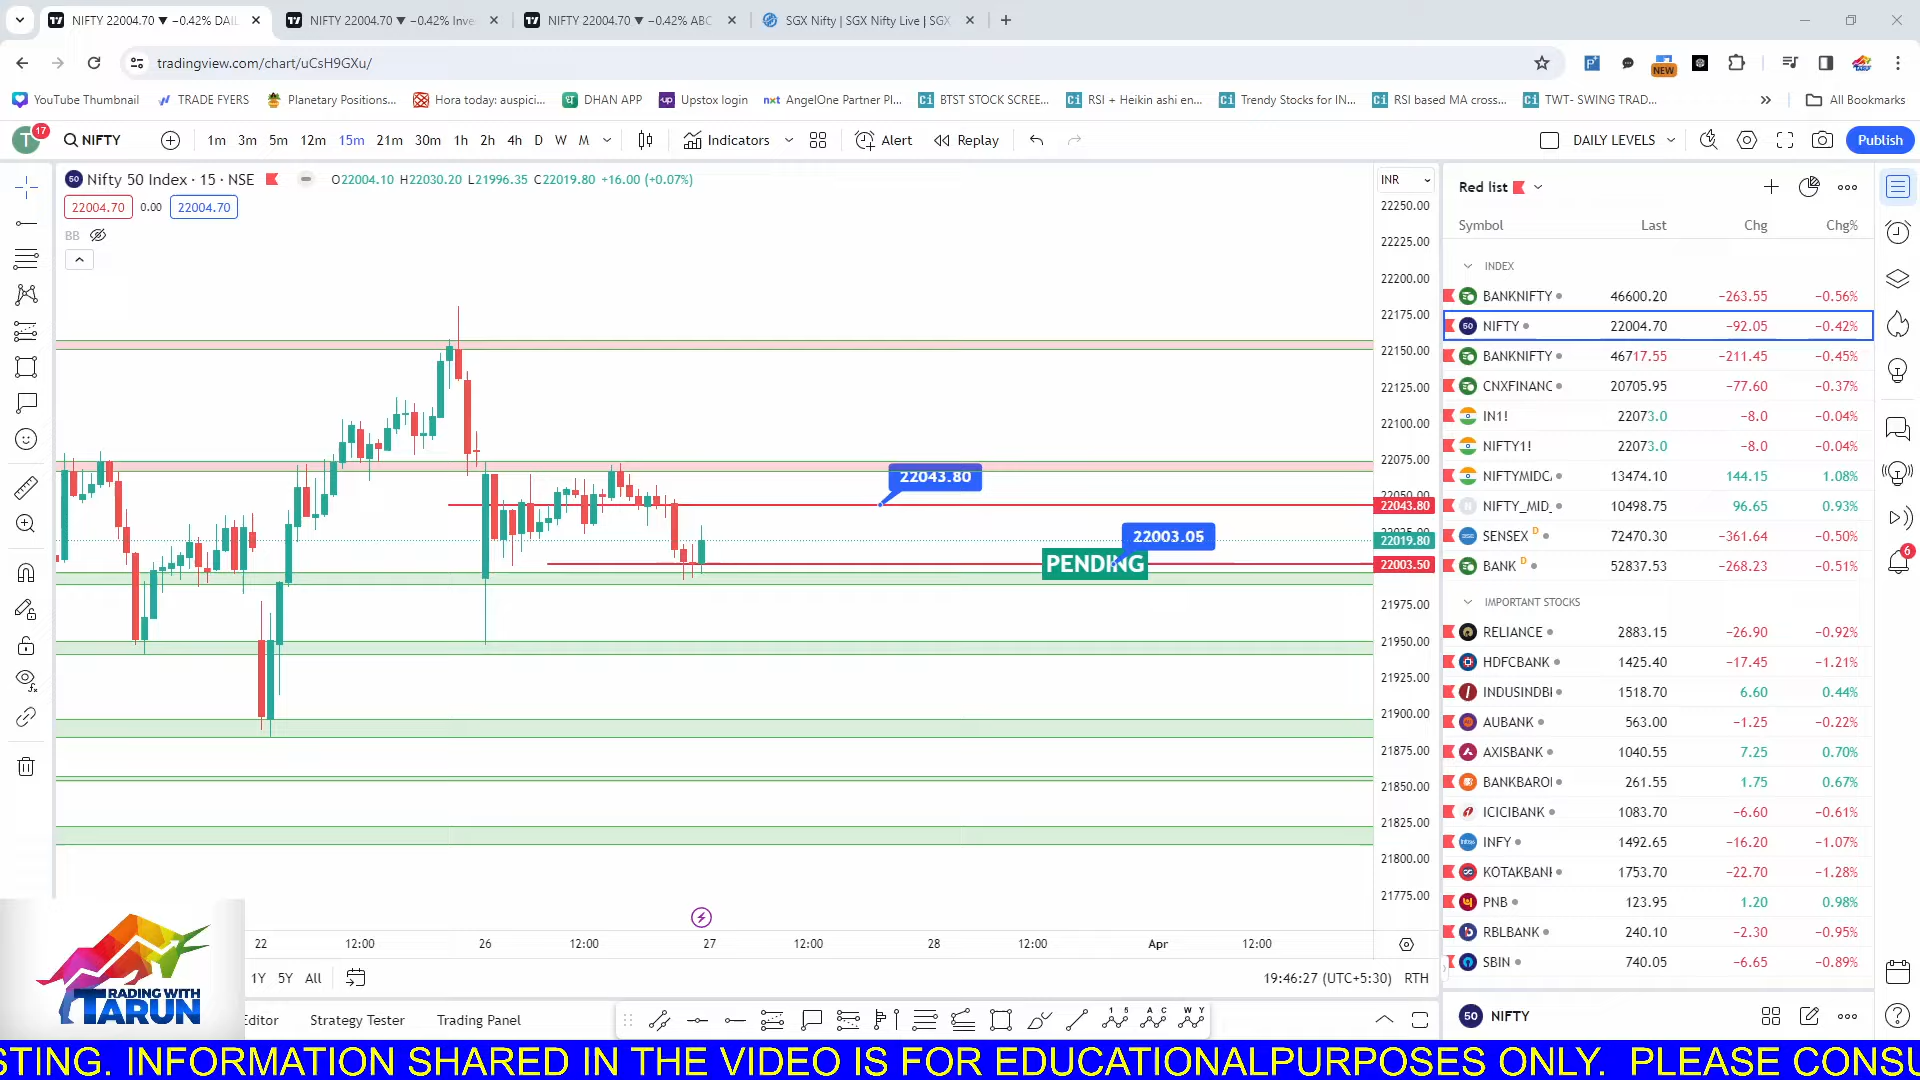 NIFTY 22004.70 ▼ −0.42% DAIL
NIFTY 22004.70 ▼ −0.42% Inve
NIFTY 22004.70 ▼ −0.42% ABC
SGX Nifty | SGX Nifty Live | SGX
tradingview.com/chart/uCsH9GXu/
NEW
YouTube Thumbnail
TRADE FYERS
Planetary Positions...
Hora today: auspici...
DHAN APP
Upstox login
AngelOne Partner Pl...
BTST STOCK SCREE...
RSI + Heikin ashi en...
Trendy Stocks for IN...
RSI based MA cross...
TWT- SWING TRAD...
All Bookmarks
T 17
NIFTY
1m 3m 5m 12m 15m 21m 30m 1h 2h 4h D W M
Indicators
Alert
Replay
DAILY LEVELS
Publish
Nifty 50 Index · 15 · NSE
O22004.10 H22030.20 L21996.35 C22019.80 +16.00 (+0.07%)
22004.70 0.00 22004.70
BB
INR
22250.00
22225.00
22200.00
22175.00
22150.00
22125.00
22100.00
22075.00
22050.00
22043.80
22025.00
22019.80
22003.50
21975.00
21950.00
21925.00
21900.00
21875.00
21850.00
21825.00
21800.00
21775.00
22043.80
22003.05
PENDING
22 12:00 26 12:00 27 12:00 28 12:00 Apr 12:00
1Y 5Y All
19:46:27 (UTC+5:30) RTH
Editor Strategy Tester Trading Panel
Red list
Symbol Last Chg Chg%
INDEX
BANKNIFTY 46600.20 −263.55 −0.56%
NIFTY 22004.70 −92.05 −0.42%
BANKNIFTY 46717.55 −211.45 −0.45%
CNXFINANC 20705.95 −77.60 −0.37%
IN1! 22073.0 −8.0 −0.04%
NIFTY1! 22073.0 −8.0 −0.04%
NIFTYMIDC 13474.10 144.15 1.08%
NIFTY_MID_ 10498.75 96.65 0.93%
SENSEX D 72470.30 −361.64 −0.50%
BANK D 52837.53 −268.23 −0.51%
IMPORTANT STOCKS
RELIANCE 2883.15 −26.90 −0.92%
HDFCBANK 1425.40 −17.45 −1.21%
INDUSINDBI 1518.70 6.60 0.44%
AUBANK 563.00 −1.25 −0.22%
AXISBANK 1040.55 7.25 0.70%
BANKBAROI 261.55 1.75 0.67%
ICICIBANK 1083.70 −6.60 −0.61%
INFY 1492.65 −16.20 −1.07%
KOTAKBANI 1753.70 −22.70 −1.28%
PNB 123.95 1.20 0.98%
RBLBANK 240.10 −2.30 −0.95%
SBIN 740.05 −6.65 −0.89%
6
50 NIFTY
TRADING WITH
TARUN
STING. INFORMATION SHARED IN THE VIDEO IS FOR EDUCATIONALPURPOSES ONLY. PLEASE CONSU